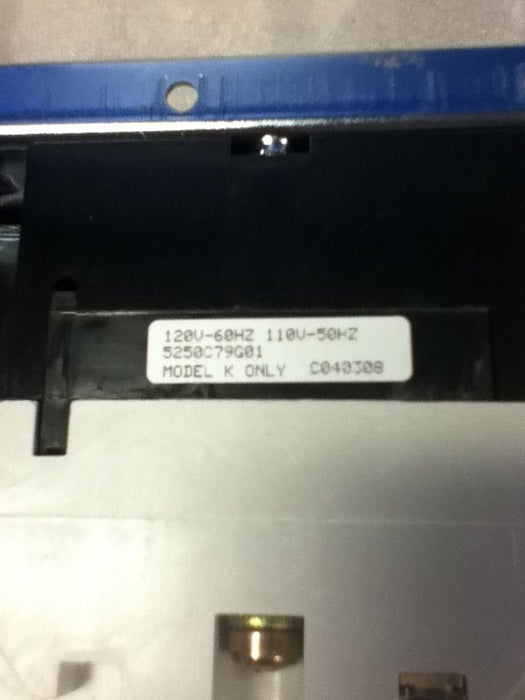 120V-60HZ 110V-50HZ
5250C79G01
MODEL K ONLY C040308